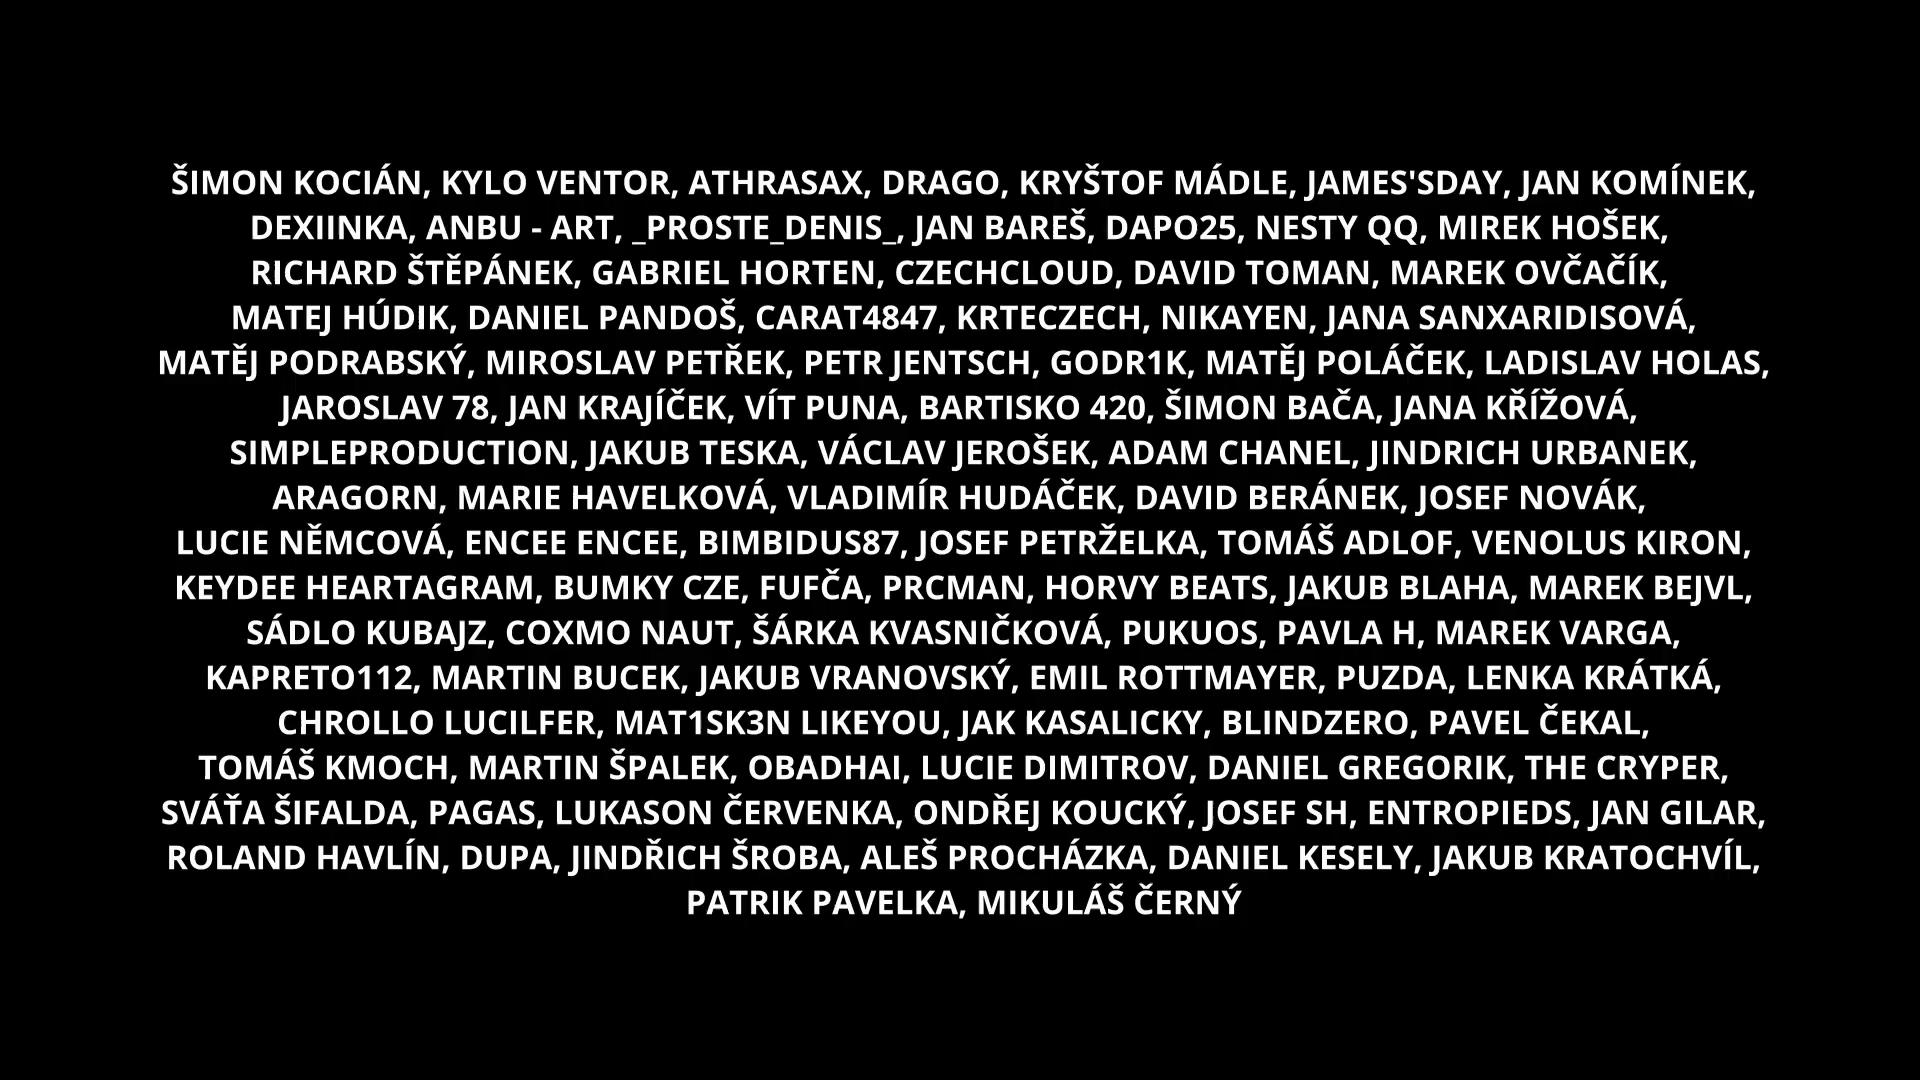 ŠIMON KOCIÁN, KYLO VENTOR, ATHRASAX, DRAGO, KRYŠTOF MÁDLE, JAMES'SDAY, JAN KOMÍNEK,
DEXIINKA, ANBU - ART, _PROSTE_DENIS_, JAN BAREŠ, DAPO25, NESTY QQ, MIREK HOŠEK,
RICHARD ŠTĚPÁNEK, GABRIEL HORTEN, CZECHCLOUD, DAVID TOMAN, MAREK OVČAČÍK,
MATEJ HÚDIK, DANIEL PANDOŠ, CARAT4847, KRTECZECH, NIKAYEN, JANA SANXARIDISOVÁ,
MATĚJ PODRABSKÝ, MIROSLAV PETŘEK, PETR JENTSCH, GODR1K, MATĚJ POLÁČEK, LADISLAV HOLAS,
JAROSLAV 78, JAN KRAJÍČEK, VÍT PUNA, BARTISKO 420, ŠIMON BAČA, JANA KŘÍŽOVÁ,
SIMPLEPRODUCTION, JAKUB TESKA, VÁCLAV JEROŠEK, ADAM CHANEL, JINDRICH URBANEK,
ARAGORN, MARIE HAVELKOVÁ, VLADIMÍR HUDÁČEK, DAVID BERÁNEK, JOSEF NOVÁK,
LUCIE NĚMCOVÁ, ENCEE ENCEE, BIMBIDUS87, JOSEF PETRŽELKA, TOMÁŠ ADLOF, VENOLUS KIRON,
KEYDEE HEARTAGRAM, BUMKY CZE, FUFČA, PRCMAN, HORVY BEATS, JAKUB BLAHA, MAREK BEJVL,
SÁDLO KUBAJZ, COXMO NAUT, ŠÁRKA KVASNIČKOVÁ, PUKUOS, PAVLA H, MAREK VARGA,
KAPRETO112, MARTIN BUCEK, JAKUB VRANOVSKÝ, EMIL ROTTMAYER, PUZDA, LENKA KRÁTKÁ,
CHROLLO LUCILFER, MAT1SK3N LIKEYOU, JAK KASALICKY, BLINDZERO, PAVEL ČEKAL,
TOMÁŠ KMOCH, MARTIN ŠPALEK, OBADHAI, LUCIE DIMITROV, DANIEL GREGORIK, THE CRYPER,
SVÁŤA ŠIFALDA, PAGAS, LUKASON ČERVENKA, ONDŘEJ KOUCKÝ, JOSEF SH, ENTROPIEDS, JAN GILAR,
ROLAND HAVLÍN, DUPA, JINDŘICH ŠROBA, ALEŠ PROCHÁZKA, DANIEL KESELY, JAKUB KRATOCHVÍL,
PATRIK PAVELKA, MIKULÁŠ ČERNÝ